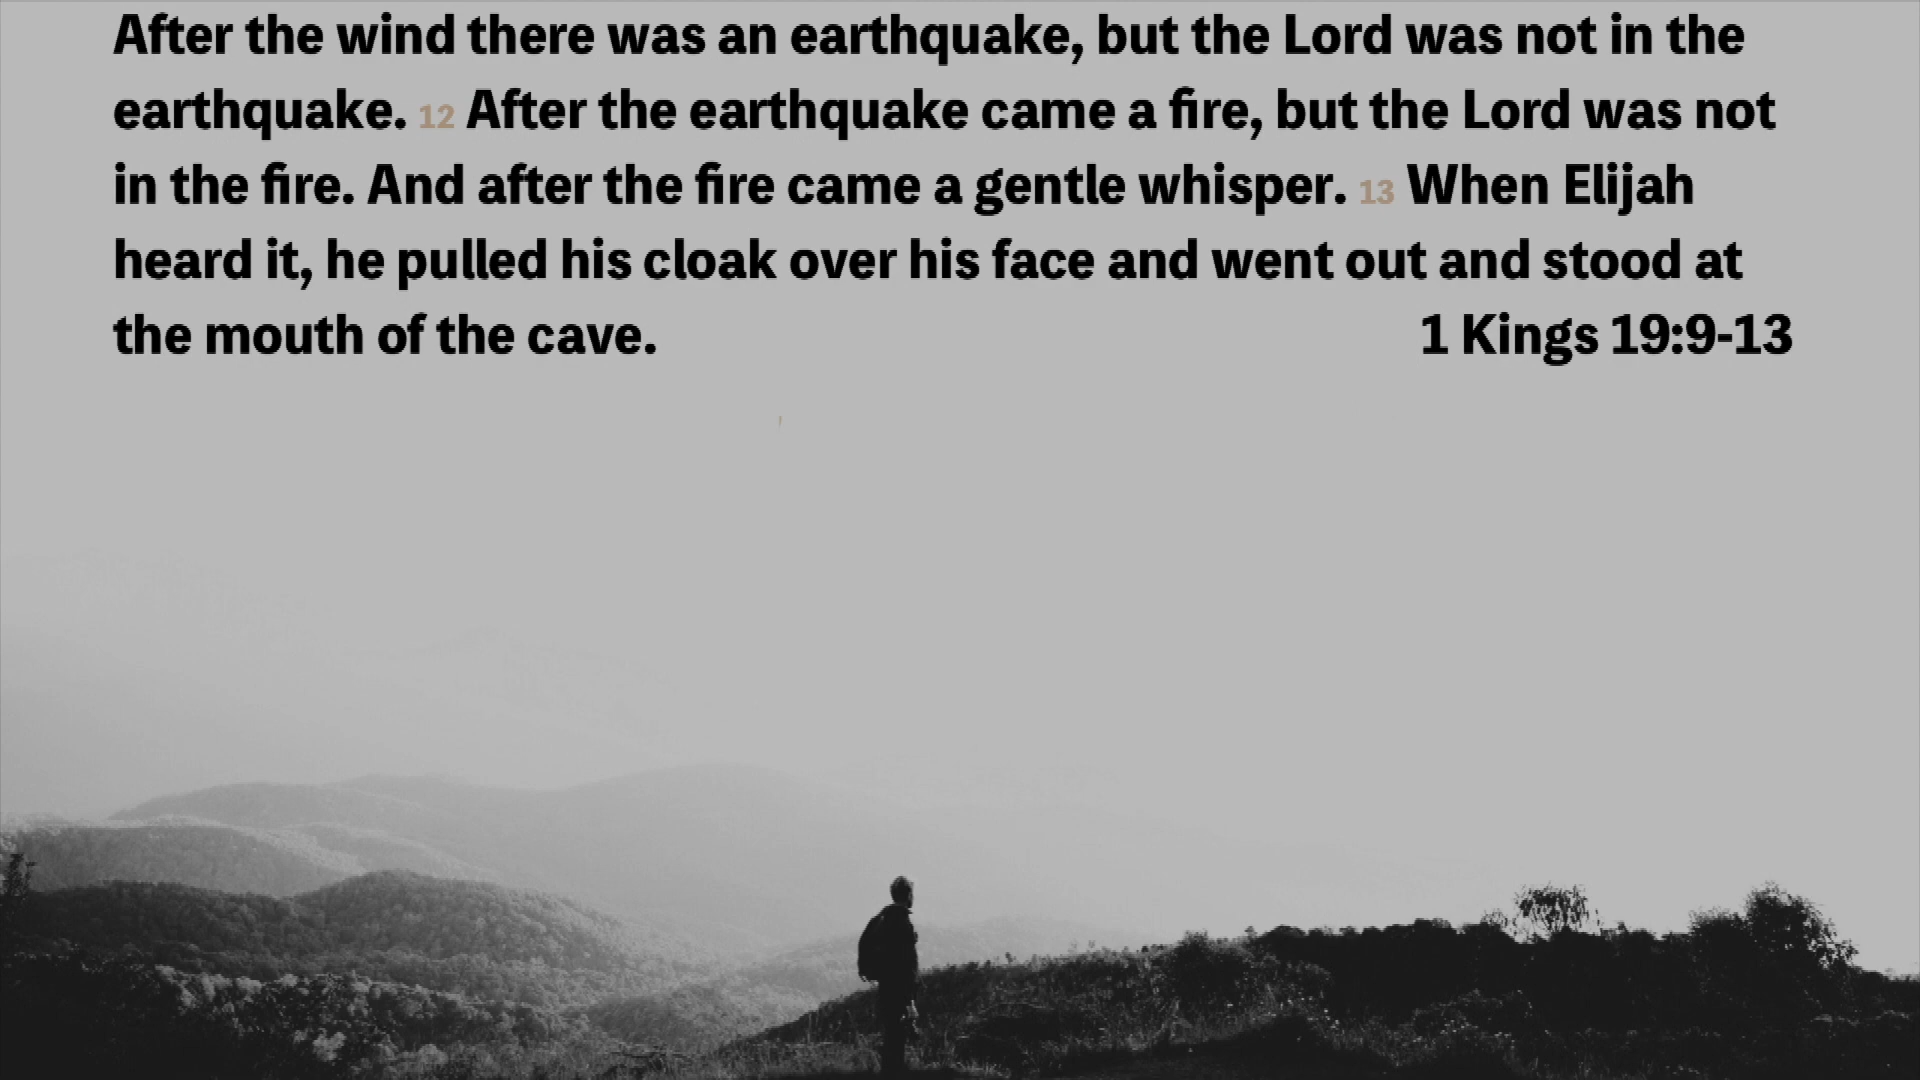 After the wind there was an earthquake, but the Lord was not in the
earthquake. 12 After the earthquake came a fire, but the Lord was not
in the fire. And after the fire came a gentle whisper. 13 When Elijah
heard it, he pulled his cloak over his face and went out and stood at
the mouth of the cave. 1 Kings 19:9-13